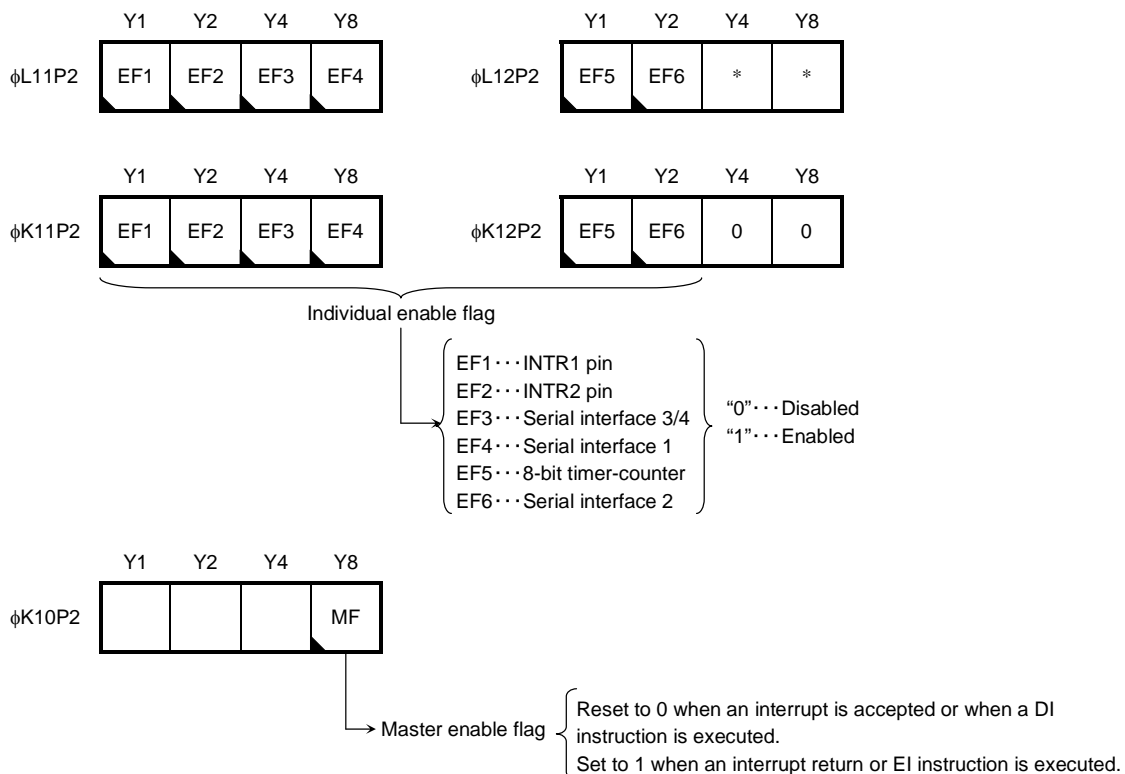 Y1 Y2 Y4 Y8 Y1 Y2 Y4 Y8
ϕL11P2 EF1 EF2 EF3 EF4 ϕL12P2 EF5 EF6 * *
Y1 Y2 Y4 Y8 Y1 Y2 Y4 Y8
ϕK11P2 EF1 EF2 EF3 EF4 ϕK12P2 EF5 EF6 0 0
Individual enable flag
EF1･･･INTR1 pin
EF2･･･INTR2 pin
EF3･･･Serial interface 3/4
EF4･･･Serial interface 1
EF5･･･8-bit timer-counter
EF6･･･Serial interface 2
“0”･･･Disabled
“1”･･･Enabled
Y1 Y2 Y4 Y8
ϕK10P2 MF
Master enable flag
Reset to 0 when an interrupt is accepted or when a DI
instruction is executed.
Set to 1 when an interrupt return or EI instruction is executed.